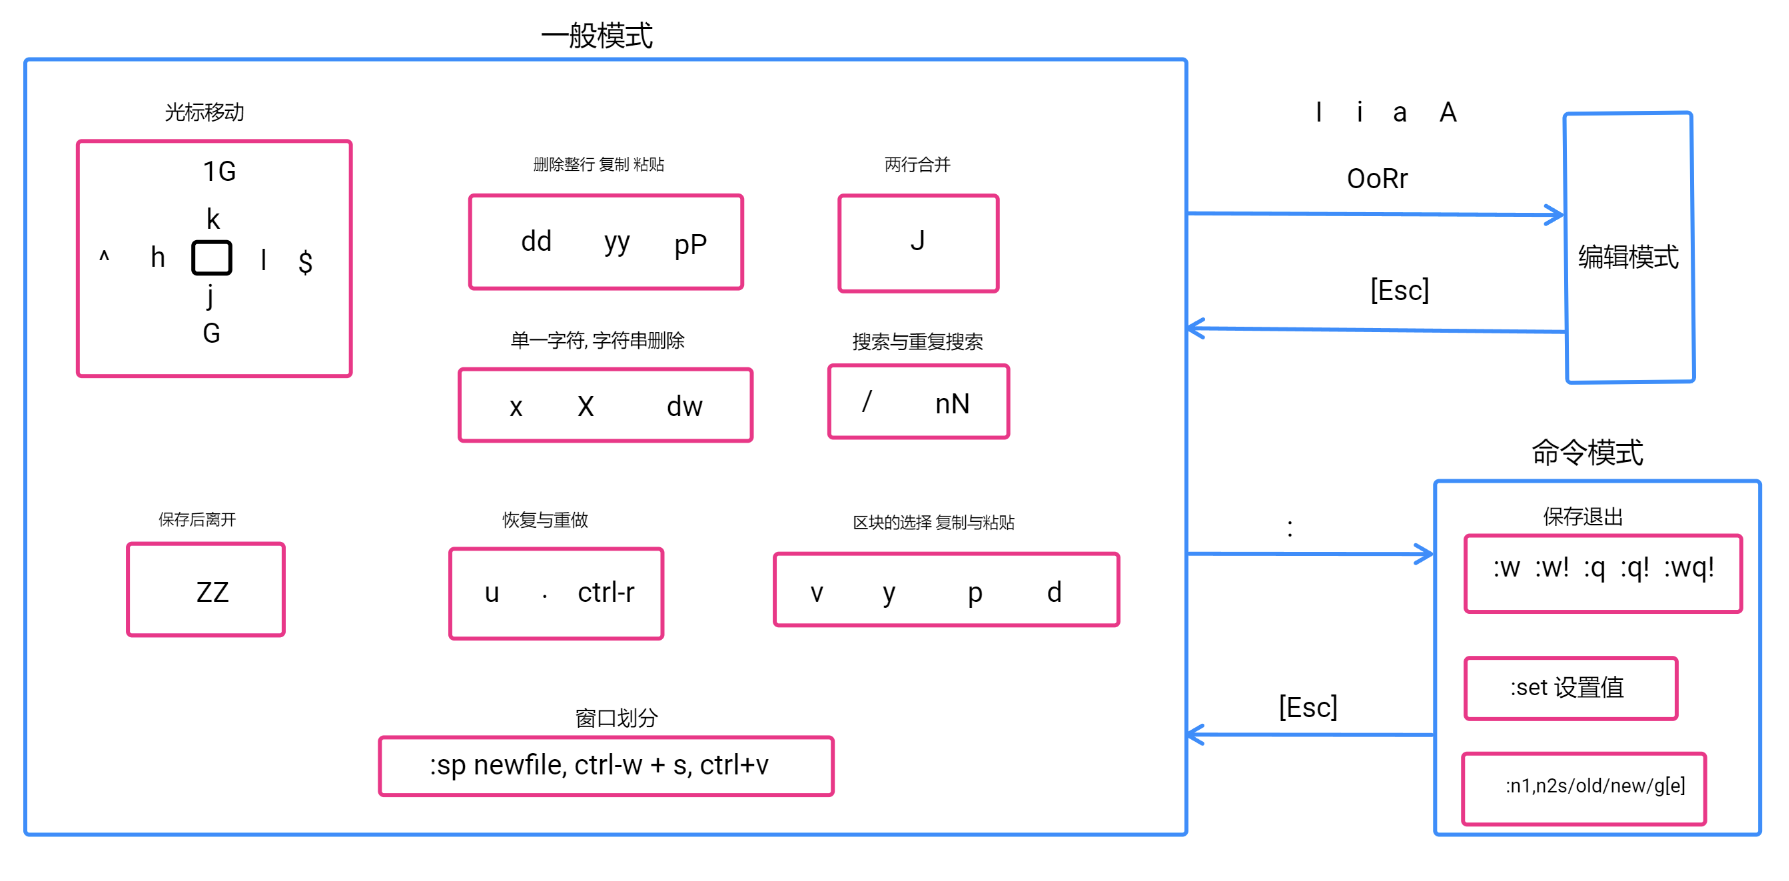 一般模式
光标移动
1G
k
^ h l $
j
G
删除整行 复制 粘贴
dd yy pP
两行合并
J
单一字符, 字符串删除
x X dw
搜索与重复搜索
/ nN
保存后离开
ZZ
恢复与重做
u . ctrl-r
区块的选择 复制与粘贴
v y p d
窗口划分
:sp newfile, ctrl-w + s, ctrl+v
I i a A
OoRr
[Esc]
编辑模式
:
[Esc]
命令模式
保存退出
:w :w! :q :q! :wq!
:set 设置值
:n1,n2s/old/new/g[e]